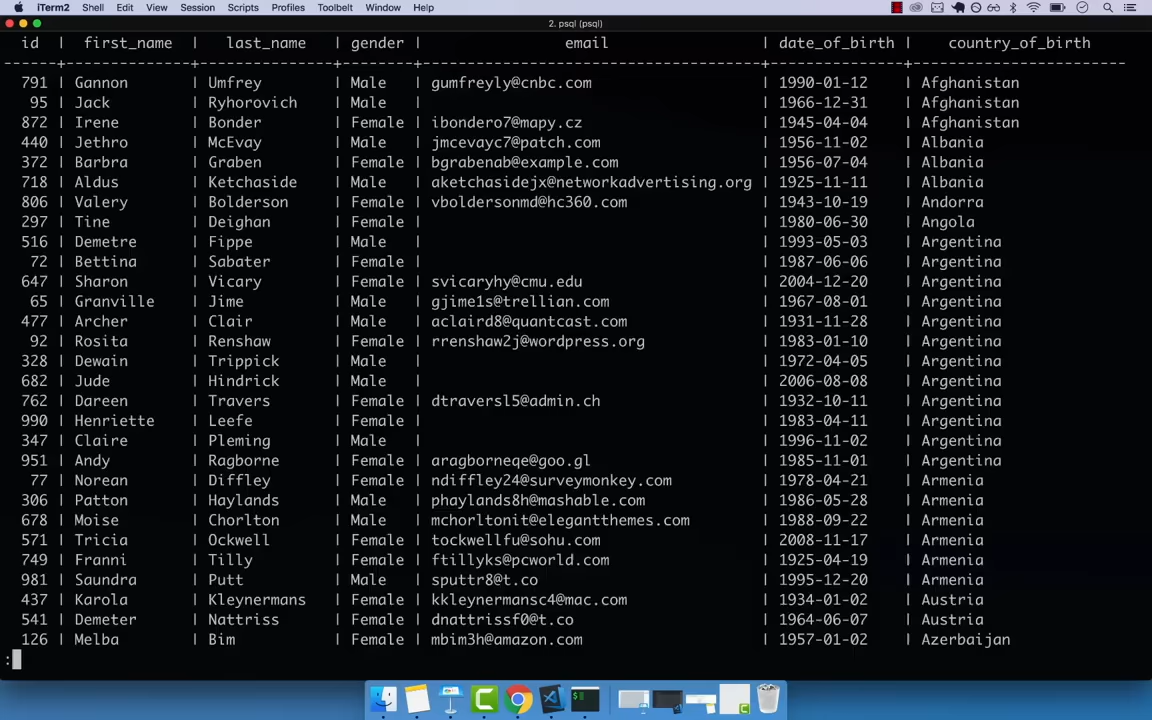 iTerm2 Shell Edit View Session Scripts Profiles Toolbelt Window Help
2. psql (psql)
id | first_name | last_name | gender | email | date_of_birth | country_of_birth
------+-------------+-------------+--------+--------------------------------------+---------------+------------------------
791 | Gannon | Umfrey | Male | gumfreyly@cnbc.com | 1990-01-12 | Afghanistan
95 | Jack | Ryhorovich | Male | | 1966-12-31 | Afghanistan
872 | Irene | Bonder | Female | ibondero7@mapy.cz | 1945-04-04 | Afghanistan
440 | Jethro | McEvay | Male | jmcevayc7@patch.com | 1956-11-02 | Albania
372 | Barbra | Graben | Female | bgrabenab@example.com | 1956-07-04 | Albania
718 | Aldus | Ketchaside | Male | aketchasidejx@networkadvertising.org | 1925-11-11 | Albania
806 | Valery | Bolderson | Female | vboldersonmd@hc360.com | 1943-10-19 | Andorra
297 | Tine | Deighan | Female | | 1980-06-30 | Angola
516 | Demetre | Fippe | Male | | 1993-05-03 | Argentina
72 | Bettina | Sabater | Female | | 1987-06-06 | Argentina
647 | Sharon | Vicary | Female | svicaryhy@cmu.edu | 2004-12-20 | Argentina
65 | Granville | Jime | Male | gjime1s@trellian.com | 1967-08-01 | Argentina
477 | Archer | Clair | Male | aclaird8@quantcast.com | 1931-11-28 | Argentina
92 | Rosita | Renshaw | Female | rrenshaw2j@wordpress.org | 1983-01-10 | Argentina
328 | Dewain | Trippick | Male | | 1972-04-05 | Argentina
682 | Jude | Hindrick | Male | | 2006-08-08 | Argentina
762 | Dareen | Travers | Female | dtraversl5@admin.ch | 1932-10-11 | Argentina
990 | Henriette | Leefe | Female | | 1983-04-11 | Argentina
347 | Claire | Pleming | Male | | 1996-11-02 | Argentina
951 | Andy | Ragborne | Female | aragborneqe@goo.gl | 1985-11-01 | Argentina
77 | Norean | Diffley | Female | ndiffley24@surveymonkey.com | 1978-04-21 | Armenia
306 | Patton | Haylands | Male | phaylands8h@mashable.com | 1986-05-28 | Armenia
678 | Moise | Chorlton | Male | mchorltonit@elegantthemes.com | 1988-09-22 | Armenia
571 | Tricia | Ockwell | Female | tockwellfu@sohu.com | 2008-11-17 | Armenia
749 | Franni | Tilly | Female | ftillyks@pcworld.com | 1925-04-19 | Armenia
981 | Saundra | Putt | Male | sputtr8@t.co | 1995-12-20 | Armenia
437 | Karola | Kleynermans | Female | kkleynermansc4@mac.com | 1934-01-02 | Austria
541 | Demeter | Nattriss | Female | dnattrissf0@t.co | 1964-06-07 | Austria
126 | Melba | Bim | Female | mbim3h@amazon.com | 1957-01-02 | Azerbaijan
: